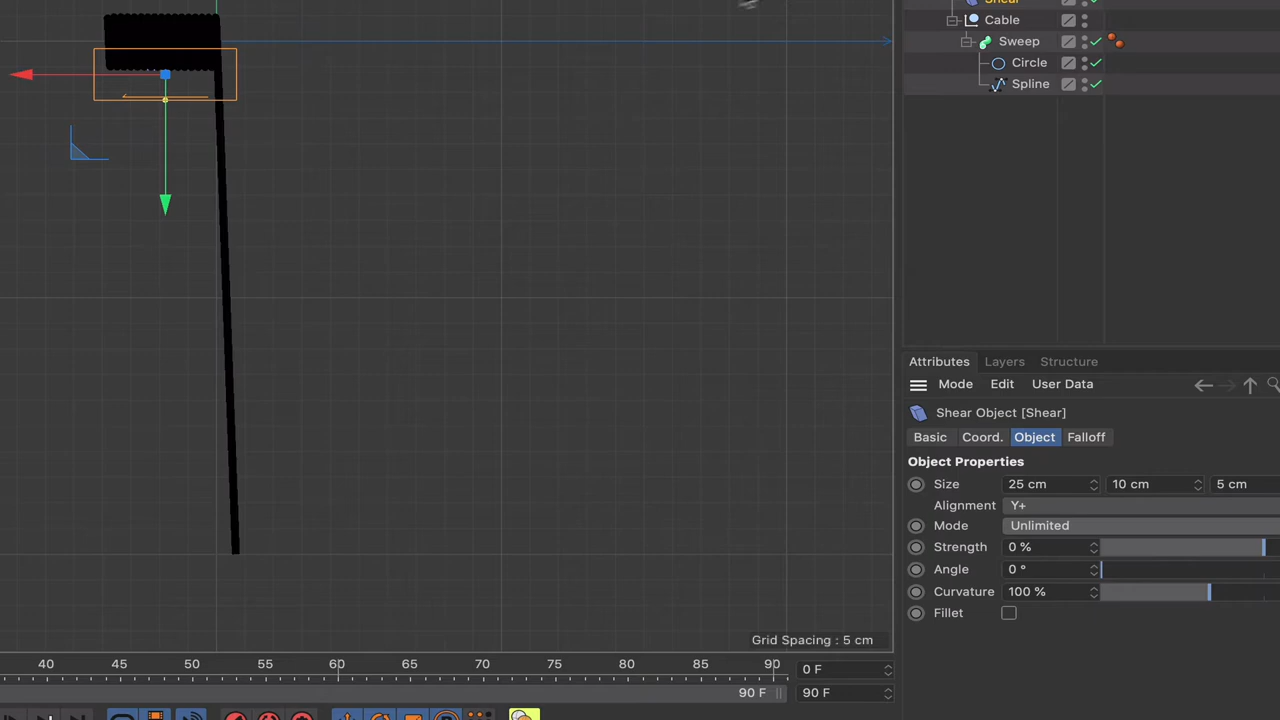 Shear
Cable
Sweep
Circle
Spline
Attributes Layers Structure
Mode Edit User Data
Shear Object [Shear]
Basic Coord. Object Falloff
Object Properties
Size 25 cm 10 cm 5 cm
Alignment Y+
Mode Unlimited
Strength 0 %
Angle 0 °
Curvature 100 %
Fillet
Grid Spacing : 5 cm
40 45 50 55 60 65 70 75 80 85 90 0 F
90 F 90 F